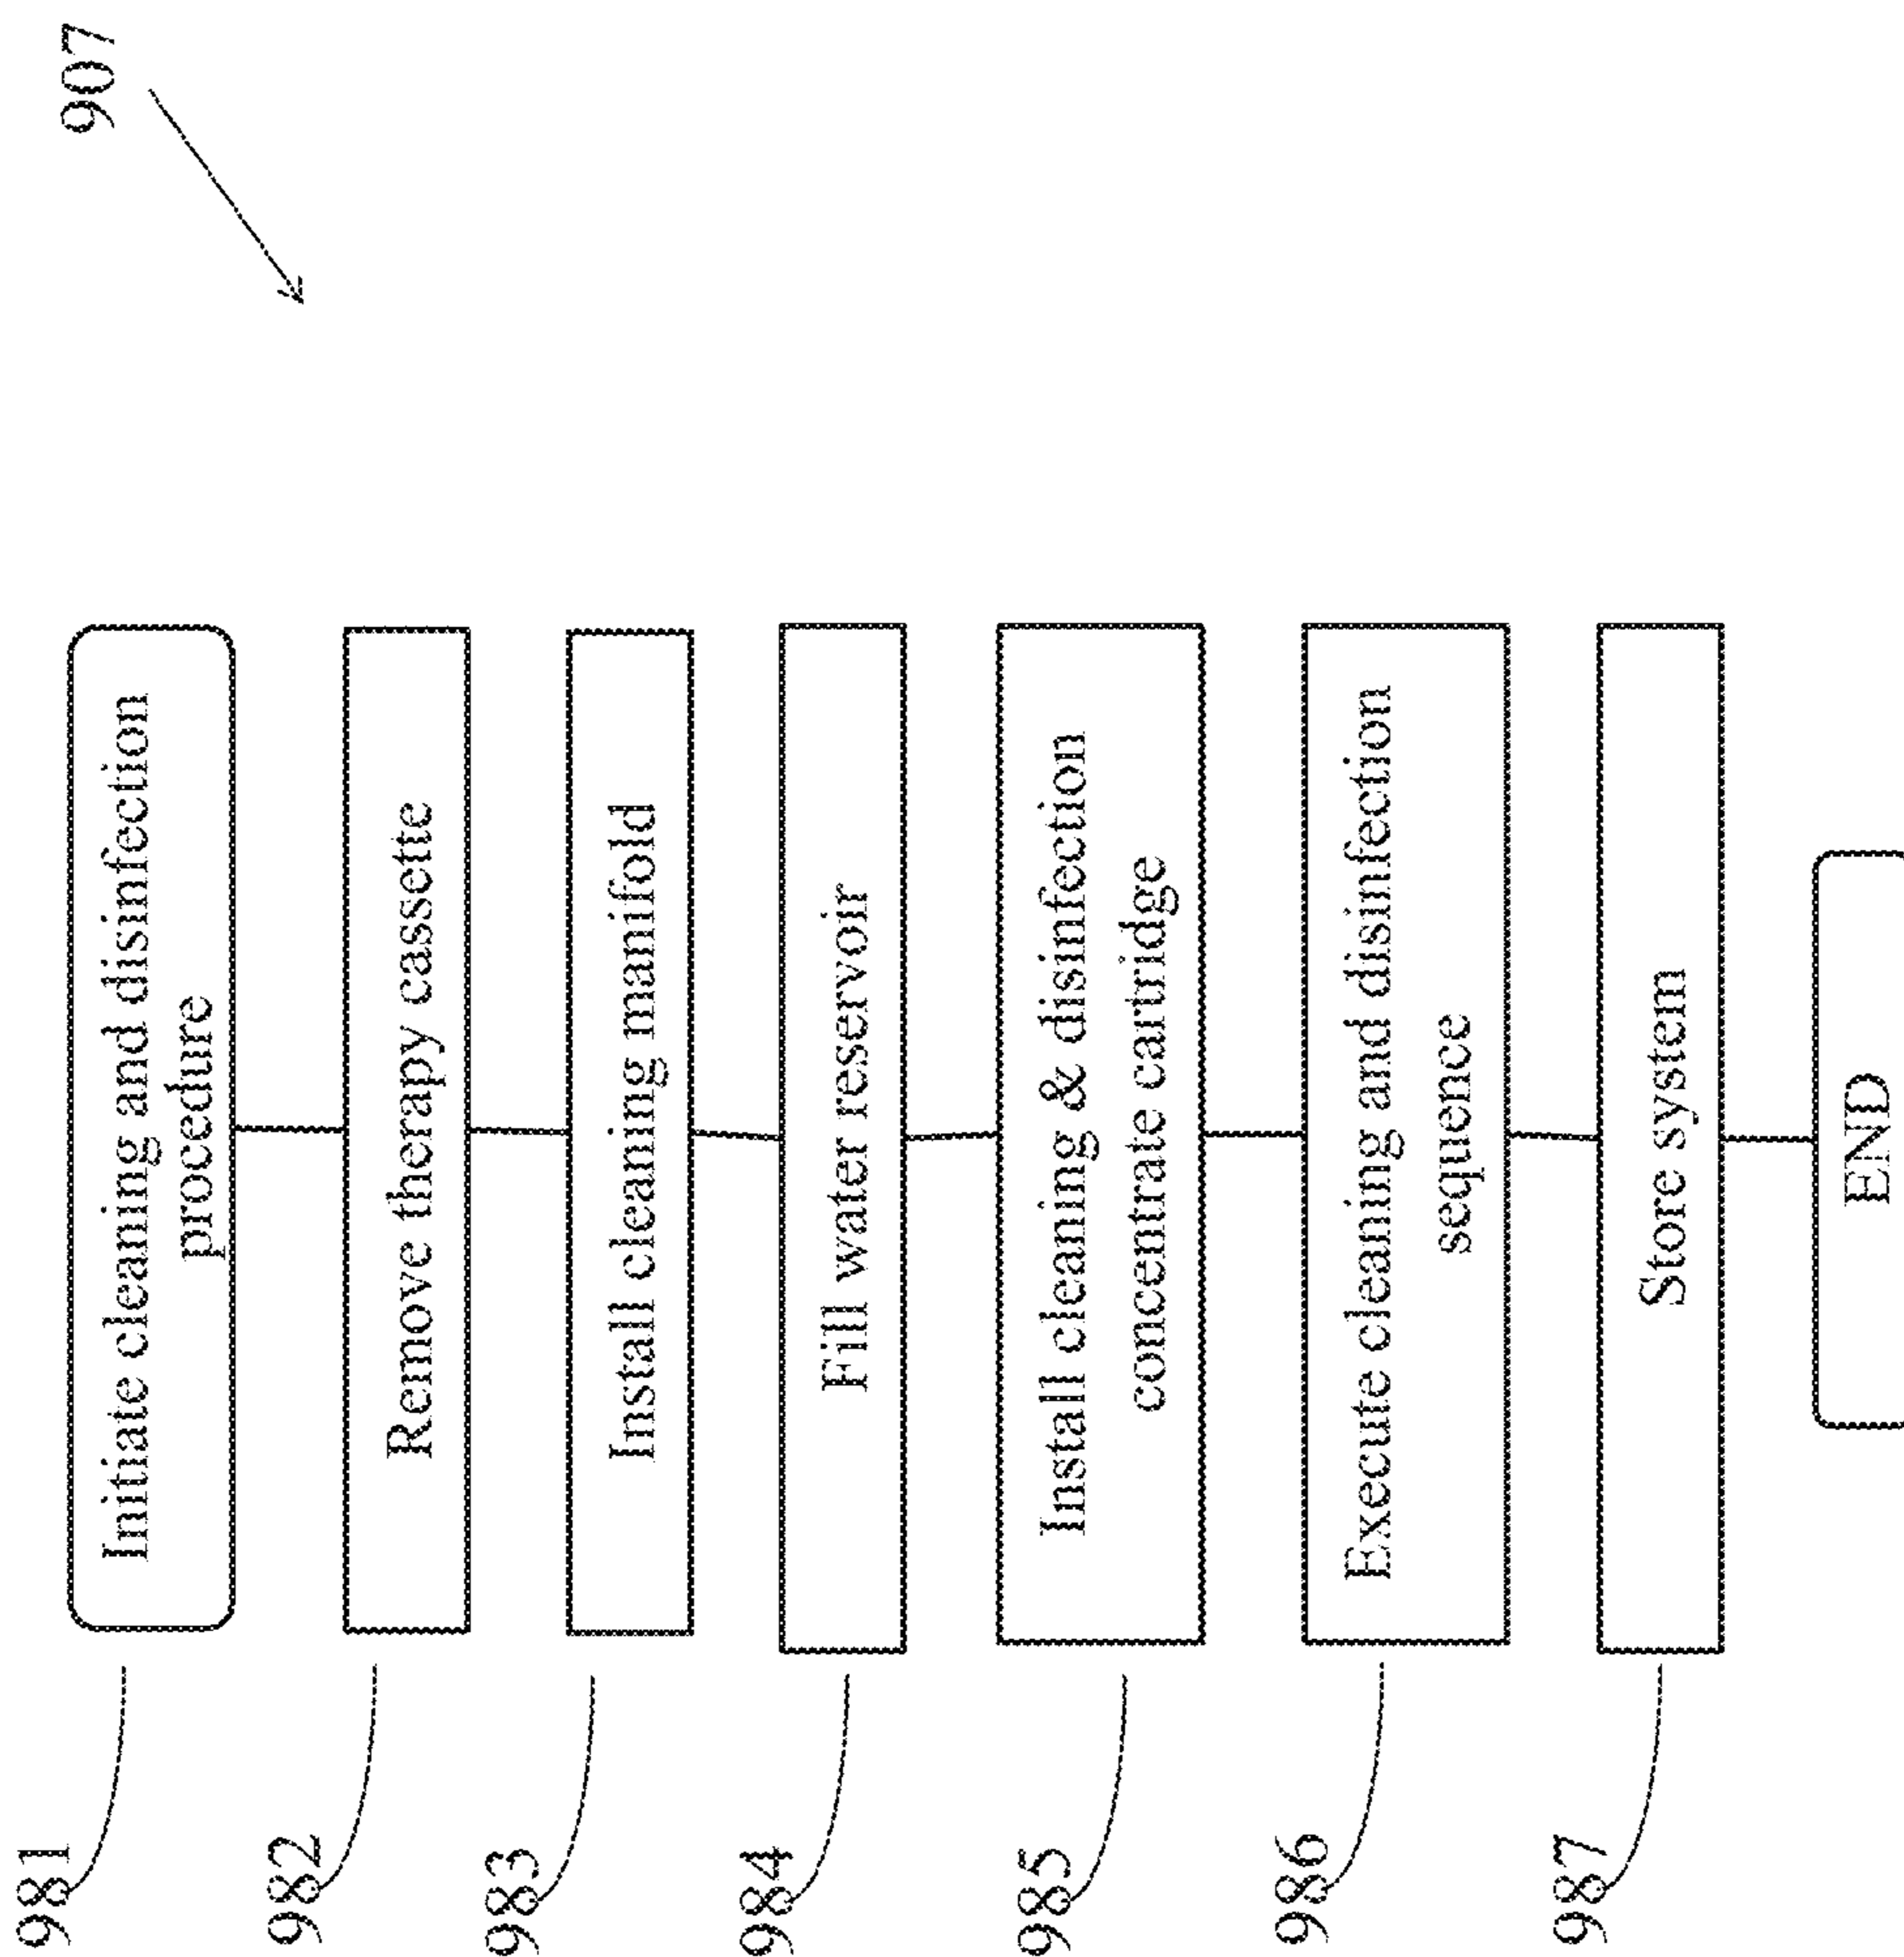 907
981
Initiate cleaning and disinfection
procedure
982
Remove therapy cassette
983
Install cleaning manifold
984
Fill water reservoir
985
Install cleaning & disinfection
concentrate cartridge
986
Execute cleaning and disinfection
sequence
987
Store system
END